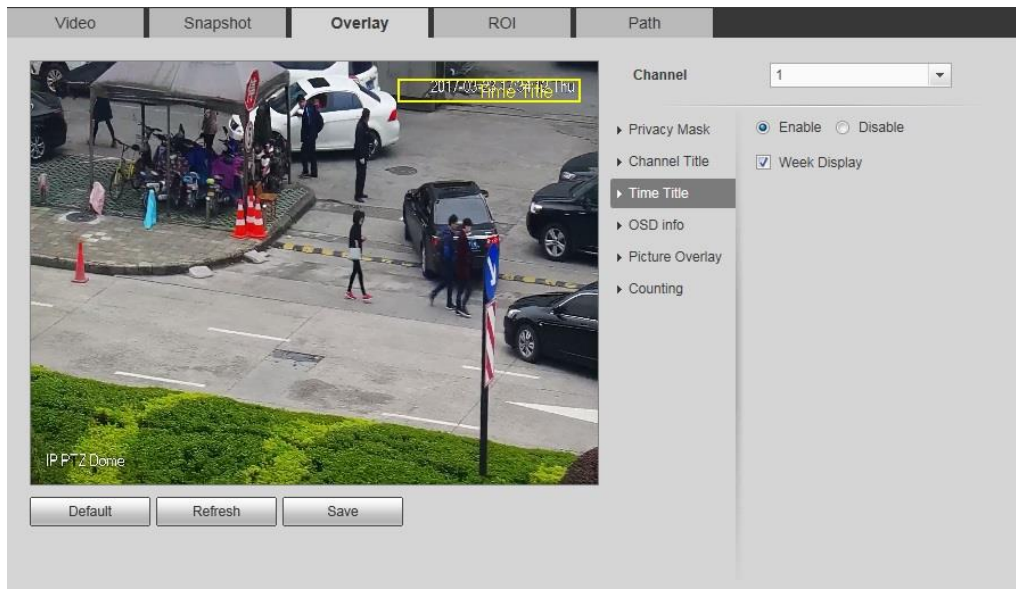 Video
Snapshot
Overlay
ROI
Path
Thu
Time Title
IP PTZ Dome
Default
Refresh
Save
Channel
1
Privacy Mask
Channel Title
Time Title
OSD info
Picture Overlay
Counting
Enable
Disable
Week Display